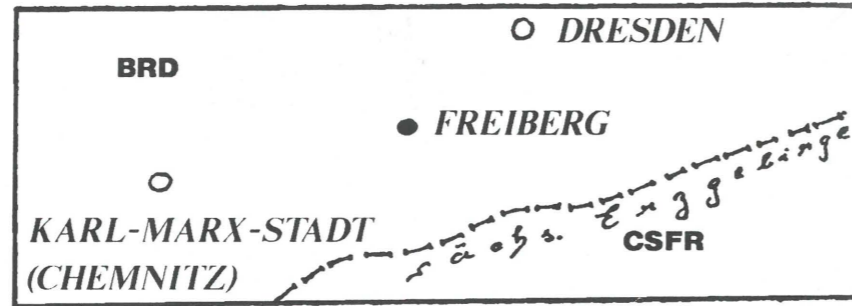 DRESDEN
BRD
FREIBERG
KARL-MARX-STADT
(CHEMNITZ)
sächs. Erzgebirge
CSFR